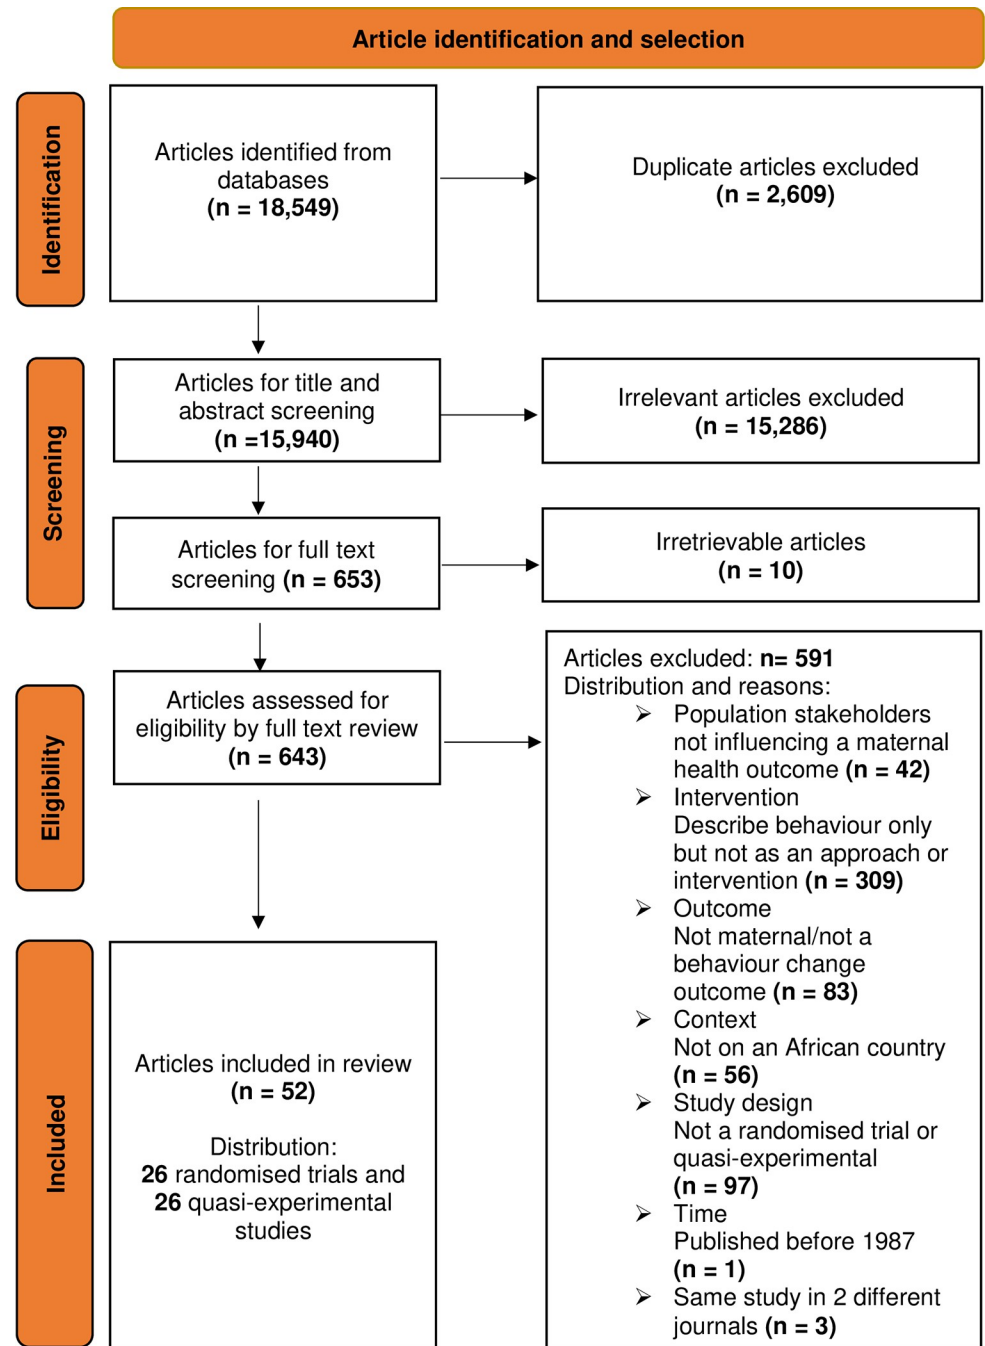 Article identification and selection
Identification
Articles identified from
databases
(n = 18,549)
Duplicate articles excluded
(n = 2,609)
Screening
Articles for title and
abstract screening
(n =15,940)
Irrelevant articles excluded
(n = 15,286)
Articles for full text
screening (n = 653)
Irretrievable articles
(n = 10)
Eligibility
Articles assessed for
eligibility by full text review
(n = 643)
Articles excluded: n= 591
Distribution and reasons:
➢ Population stakeholders
not influencing a maternal
health outcome (n = 42)
➢ Intervention
Describe behaviour only
but not as an approach or
intervention (n = 309)
➢ Outcome
Not maternal/not a
behaviour change
outcome (n = 83)
➢ Context
Not on an African country
(n = 56)
➢ Study design
Not a randomised trial or
quasi-experimental
(n = 97)
➢ Time
Published before 1987
(n = 1)
➢ Same study in 2 different
journals (n = 3)
Included
Articles included in review
(n = 52)
Distribution:
26 randomised trials and
26 quasi-experimental
studies